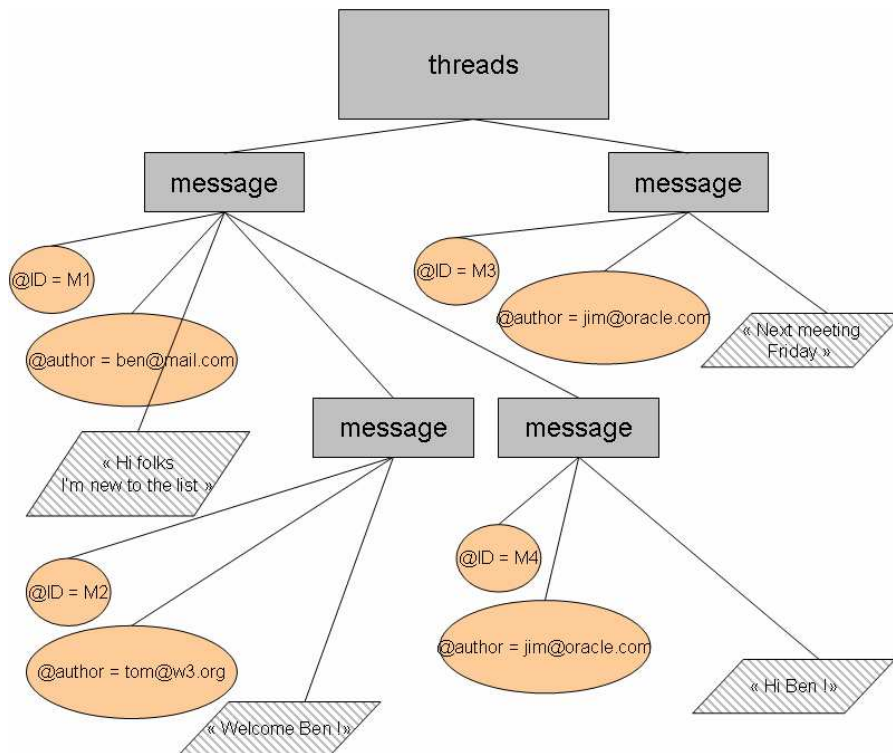 threads
message
message
@ID = M1
@ID = M3
@author = jim@oracle.com
« Next meeting
Friday »
@author = ben@mail.com
message
message
« Hi folks
I'm new to the list »
@ID = M4
@ID = M2
@author = jim@oracle.com
@author = tom@w3.org
« Hi Ben !»
« Welcome Ben !»